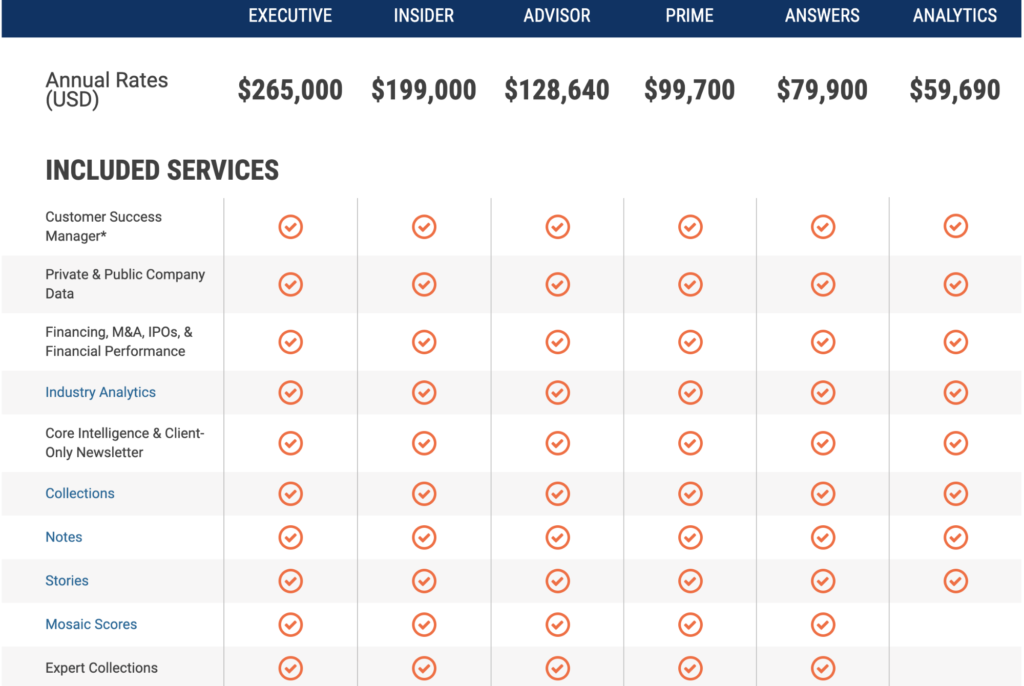 EXECUTIVE INSIDER ADVISOR PRIME ANSWERS ANALYTICS
Annual Rates
(USD)
$265,000 $199,000 $128,640 $99,700 $79,900 $59,690
INCLUDED SERVICES
Customer Success
Manager*
Private & Public Company
Data
Financing, M&A, IPOs, &
Financial Performance
Industry Analytics
Core Intelligence & Client-
Only Newsletter
Collections
Notes
Stories
Mosaic Scores
Expert Collections